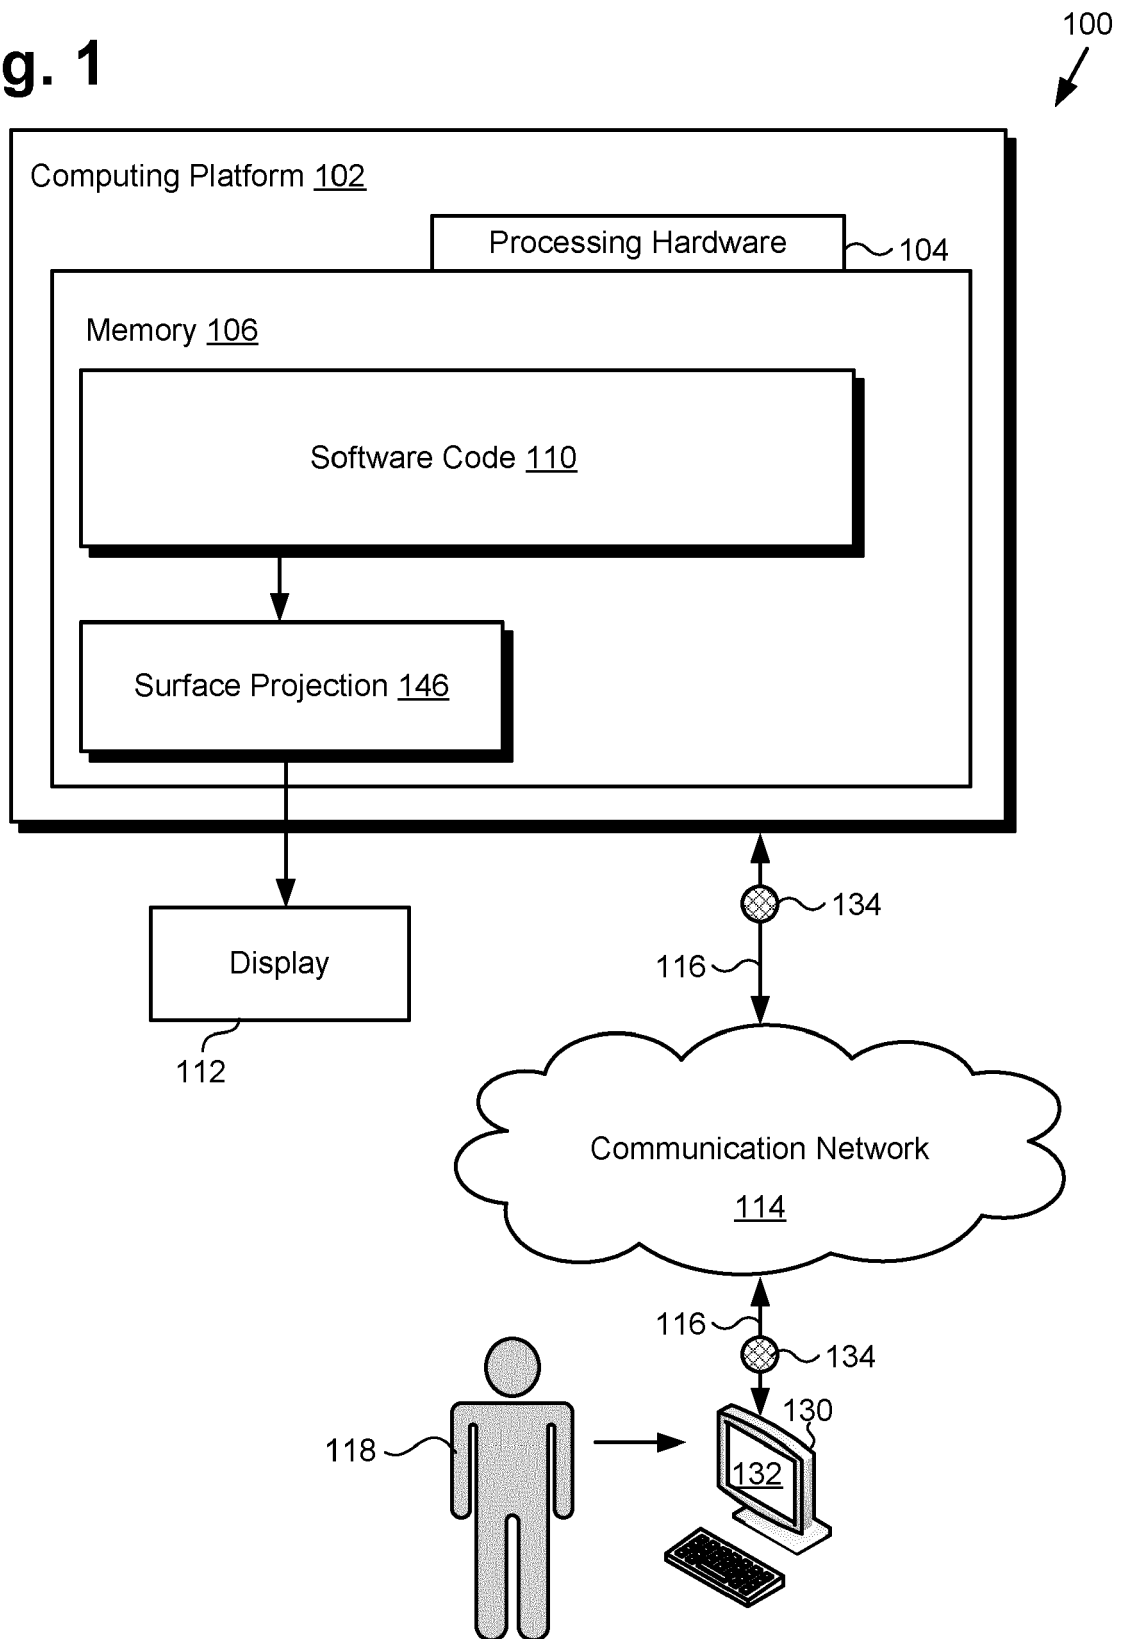 100
g. 1
Computing Platform 102
Processing Hardware
104
Memory 106
Software Code 110
Surface Projection 146
134
116
Display
112
Communication Network
114
116
134
130
118
132